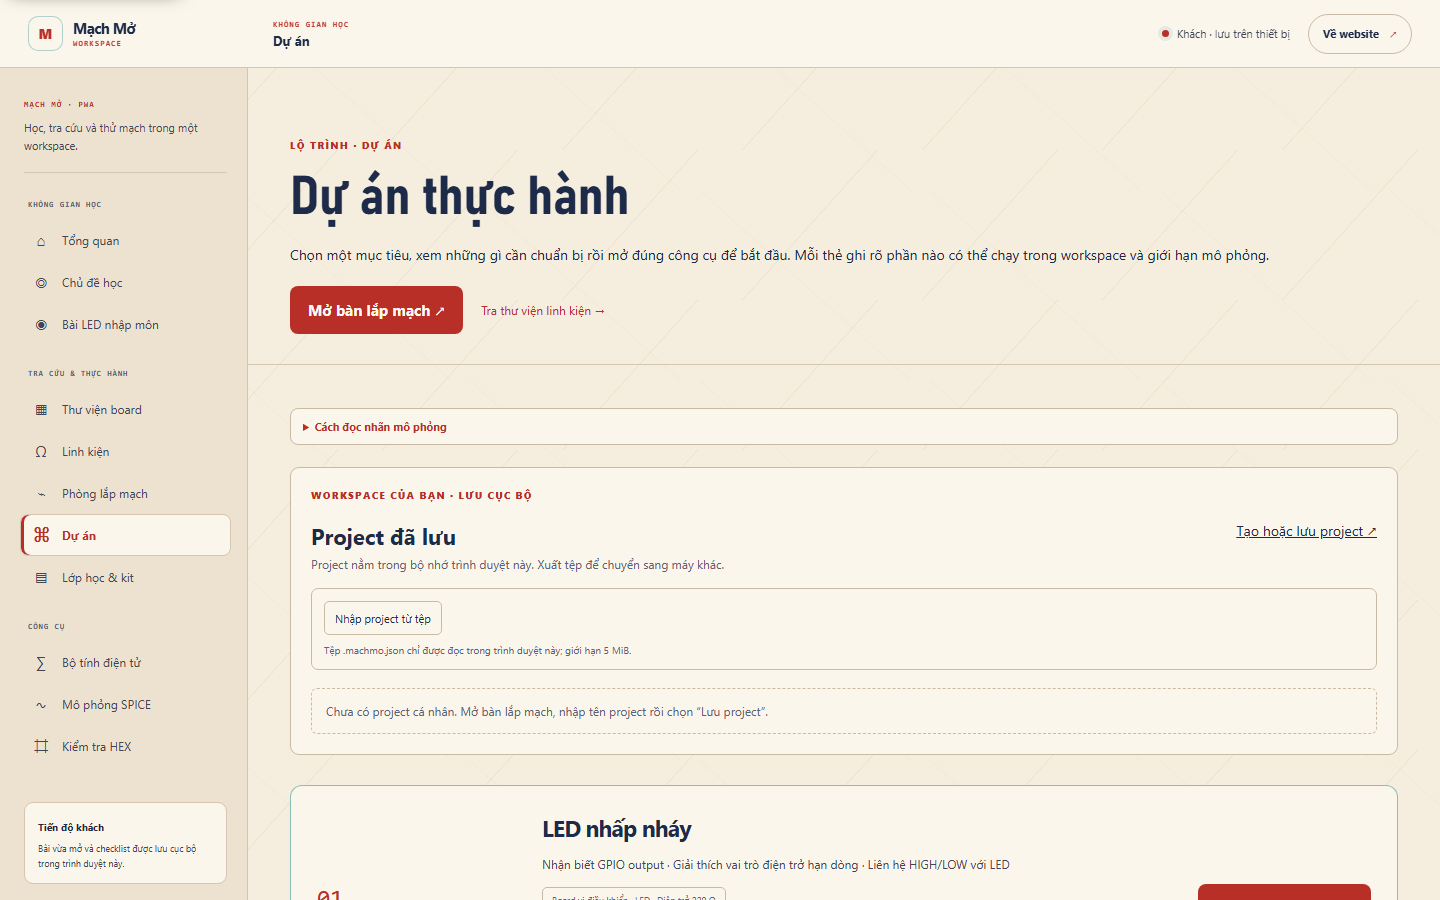 M
Mạch Mở
WORKSPACE
KHÔNG GIAN HỌC
Dự án
Khách · lưu trên thiết bị
Về website ↗
MẠCH MỞ · PWA
Học, tra cứu và thử mạch trong một
workspace.
KHÔNG GIAN HỌC
Tổng quan
Chủ đề học
Bài LED nhập môn
TRA CỨU & THỰC HÀNH
Thư viện board
Ω Linh kiện
Phòng lắp mạch
⌘ Dự án
Lớp học & kit
CÔNG CỤ
∑ Bộ tính điện tử
∿ Mô phỏng SPICE
Kiểm tra HEX
Tiến độ khách
Bài vừa mở và checklist được lưu cục bộ
trong trình duyệt này.
LỘ TRÌNH · DỰ ÁN
Dự án thực hành
Chọn một mục tiêu, xem những gì cần chuẩn bị rồi mở đúng công cụ để bắt đầu. Mỗi thẻ ghi rõ phần nào có thể chạy trong workspace và giới hạn mô phỏng.
Mở bàn lắp mạch ↗
Tra thư viện linh kiện →
▶ Cách đọc nhãn mô phỏng
WORKSPACE CỦA BẠN · LƯU CỤC BỘ
Project đã lưu
Tạo hoặc lưu project ↗
Project nằm trong bộ nhớ trình duyệt này. Xuất tệp để chuyển sang máy khác.
Nhập project từ tệp
Tệp .machmo.json chỉ được đọc trong trình duyệt này; giới hạn 5 MiB.
Chưa có project cá nhân. Mở bàn lắp mạch, nhập tên project rồi chọn “Lưu project”.
LED nhấp nháy
Nhận biết GPIO output · Giải thích vai trò điện trở hạn dòng · Liên hệ HIGH/LOW với LED
01
Board vi điều khiển · LED · Điện trở 220 Ω